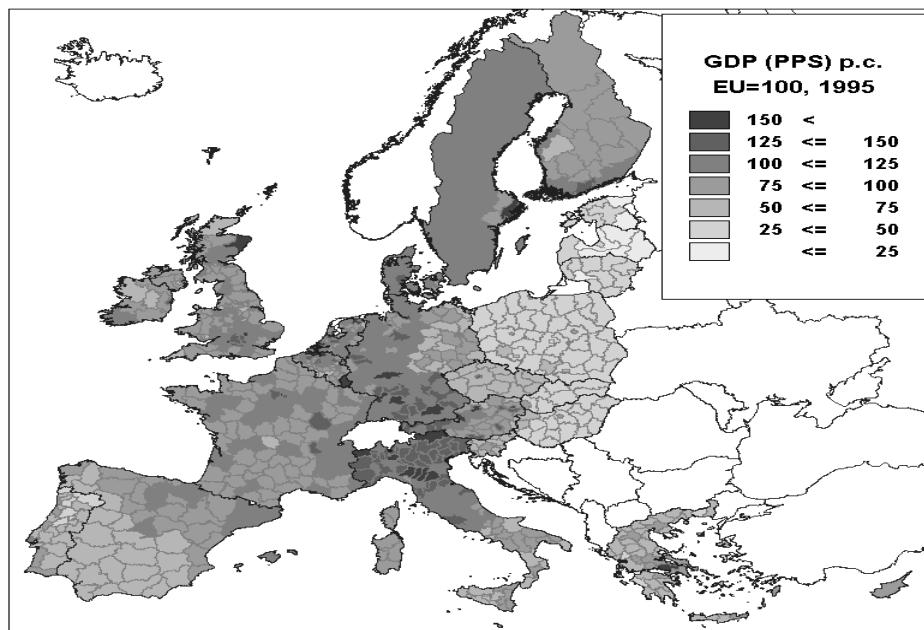 GDP (PPS) p.c.
EU=100, 1995
150 <
125 <= 150
100 <= 125
75 <= 100
50 <= 75
25 <= 50
<= 25